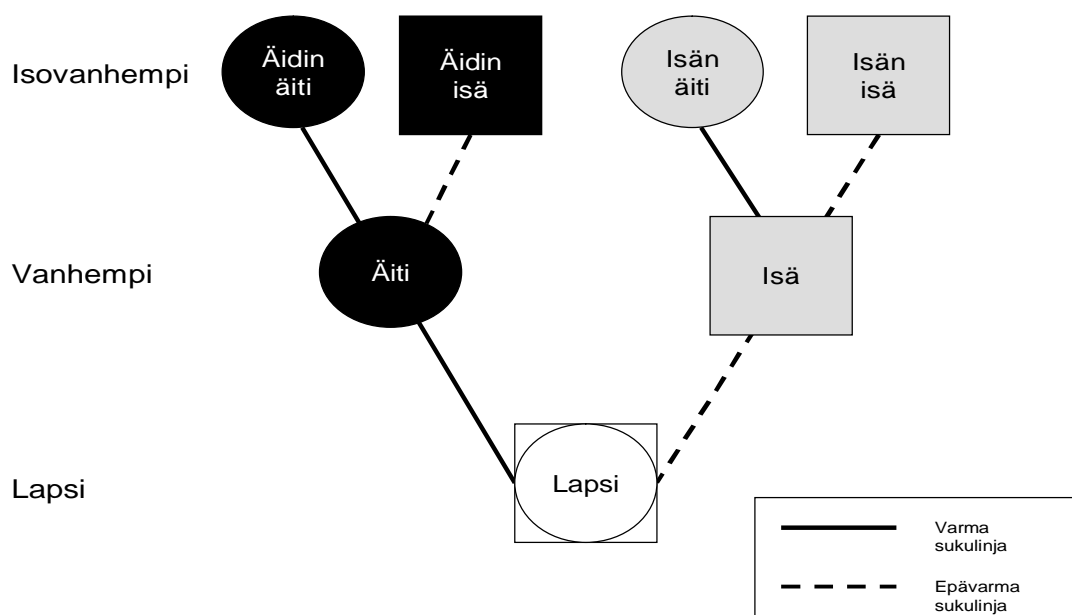 Isovanhempi
Äidin
äiti
Äidin
isä
Isän
äiti
Isän
isä
Vanhempi
Äiti
Isä
Lapsi
Lapsi
Varma
sukulinja
Epävarma
sukulinja